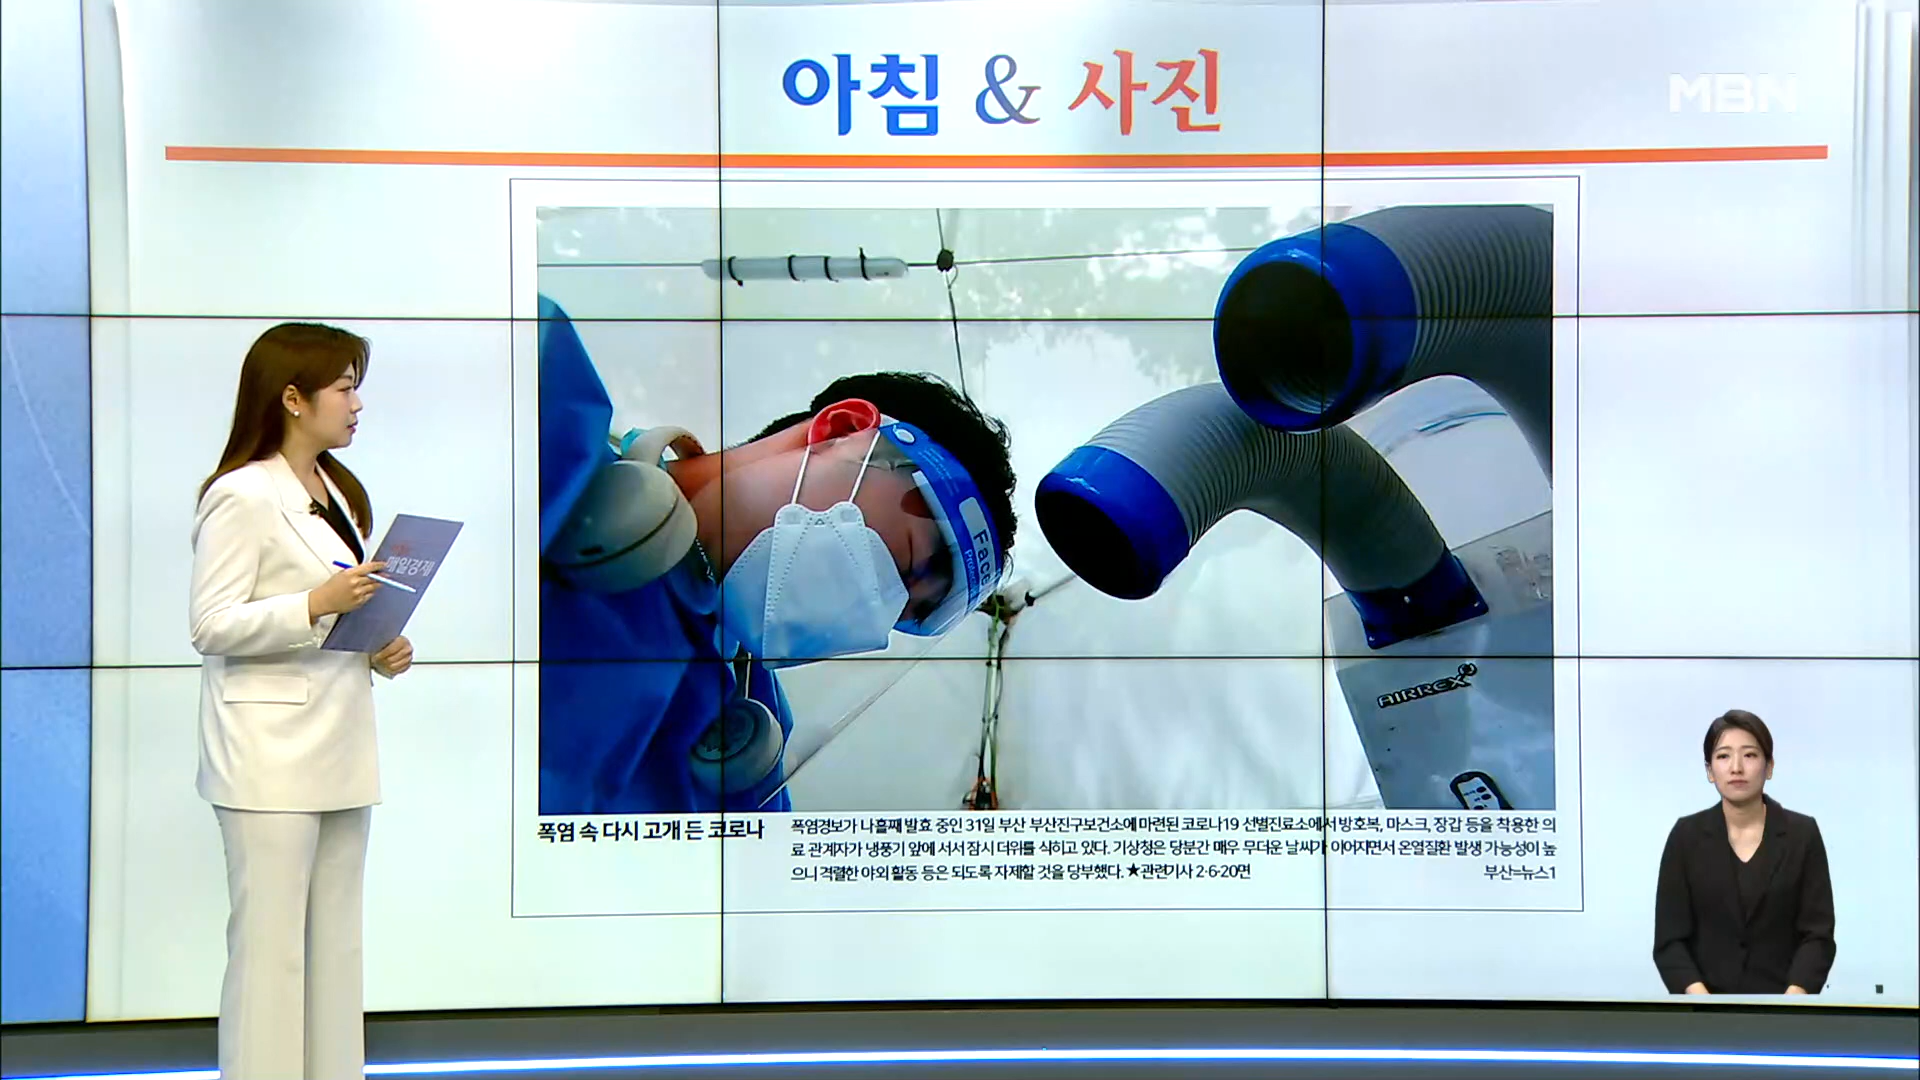 아침 & 사진
MBN
Face
매일경제
AIRREX
폭염 속 다시 고개 든 코로나
폭염경보가 나흘째 발효 중인 31일 부산 부산진구보건소에 마련된 코로나19 선별진료소에서 방호복, 마스크, 장갑 등을 착용한 의
료 관계자가 냉풍기 앞에 서서 잠시 더위를 식히고 있다. 기상청은 당분간 매우 무더운 날씨가 이어지면서 온열질환 발생 가능성이 높
으니 격렬한 야외 활동 등은 되도록 자제할 것을 당부했다. ★관련기사 2·6·20면
부산=뉴스1